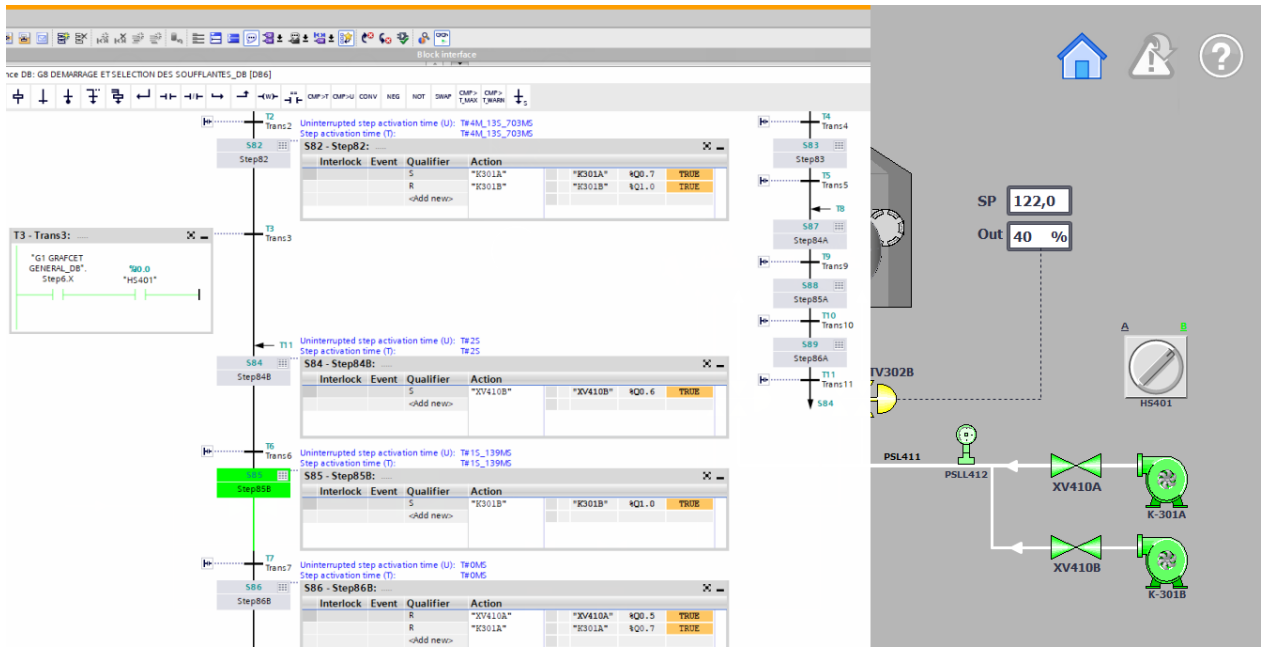 Block interface
nce DB: G8 DEMARRAGE ET SELECTION DES SOUFFLANTES_DB [DB6]
CMP>T CMP>U CONV NEG NOT SWAP CMP> T_MAX CMP> T_WARN
T2
Trans2
Uninterrupted step activation time (U): T#4M_13S_703MS
Step activation time (T): T#4M_13S_703MS
S82
Step82
S82 - Step82:
Interlock Event Qualifier Action
S "K301A" "K301A" %Q0.7 TRUE
R "K301B" "K301B" %Q1.0 TRUE
<Add new>
T3 - Trans3:
"G1 GRAFCET
GENERAL_DB".
Step6.X
%I0.0
"HS401"
T3
Trans3
T11
Uninterrupted step activation time (U): T#2S
Step activation time (T): T#2S
S84
Step84B
S84 - Step84B:
Interlock Event Qualifier Action
S "XV410B" "XV410B" %Q0.6 TRUE
<Add new>
T6
Trans6
Uninterrupted step activation time (U): T#1S_139MS
Step activation time (T): T#1S_139MS
S85
Step85B
S85 - Step85B:
Interlock Event Qualifier Action
S "K301B" "K301B" %Q1.0 TRUE
<Add new>
T7
Trans7
Uninterrupted step activation time (U): T#0MS
Step activation time (T): T#0MS
S86
Step86B
S86 - Step86B:
Interlock Event Qualifier Action
R "XV410A" "XV410A" %Q0.5 TRUE
R "K301A" "K301A" %Q0.7 TRUE
<Add new>
T4
Trans4
S83
Step83
T5
Trans5
T8
S87
Step84A
T9
Trans9
S88
Step85A
T10
Trans10
S89
Step86A
T11
Trans11
S84
SP 122,0
Out 40 %
A B
HS401
TV302B
PSL411
PSLL412
XV410A
K-301A
XV410B
K-301B